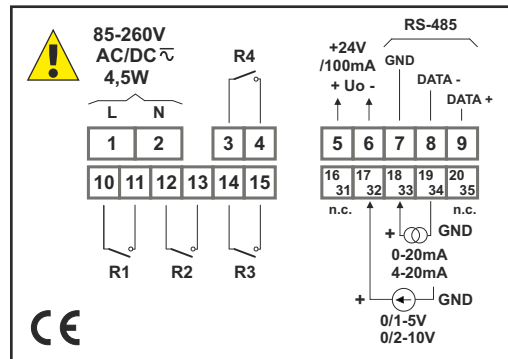 85-260V
AC/DC
4,5W
L N
R4
1 2 3 4
10 11 12 13 14 15
R1 R2 R3
RS-485
+24V
/100mA
+ Uo -
GND
DATA -
DATA +
5 6 7 8 9
16 17 18 19 20
31 32 33 34 35
n.c. n.c.
+ GND
0-20mA
4-20mA
+ GND
0/1-5V
0/2-10V
CE